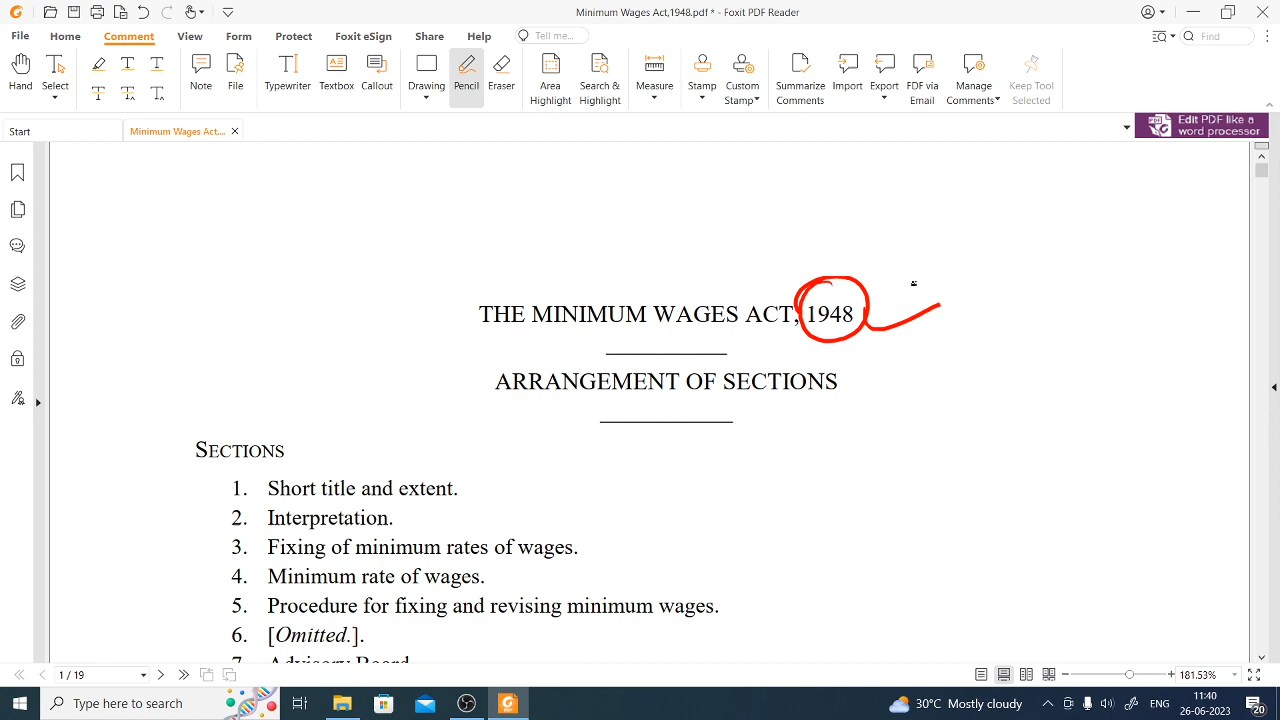 Minimum Wages Act,1948.pdf * - Foxit PDF Reader
File Home Comment View Form Protect Foxit eSign Share Help Tell me... Find
Hand Select Note File Typewriter Textbox Callout Drawing Pencil Eraser Area Highlight Search & Highlight Measure Stamp Custom Stamp Summarize Comments Import Export FDF via Email Manage Comments Keep Tool Selected
Start Minimum Wages Act,... Edit PDF like a word processor
THE MINIMUM WAGES ACT, 1948
ARRANGEMENT OF SECTIONS
SECTIONS
1. Short title and extent.
2. Interpretation.
3. Fixing of minimum rates of wages.
4. Minimum rate of wages.
5. Procedure for fixing and revising minimum wages.
6. [Omitted.].
7. Advisory Board.
1 / 19 181.53%
Type here to search 30°C Mostly cloudy ENG 11:40
26-06-2023 20